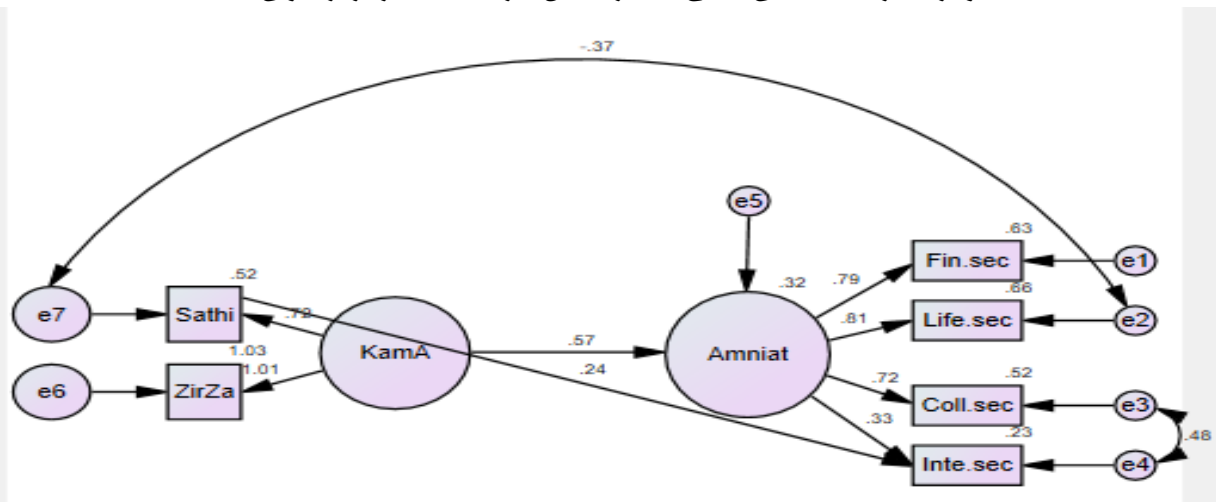 -.37
e5
.63
.52
.32
.79
Fin.sec
e1
.66
e7
Sathi
.72
.81
Life.sec
e2
KamA
.57
Amniat
1.03
1.01
.24
.72
.52
e6
ZirZa
Coll.sec
e3
.33
.23
.48
Inte.sec
e4